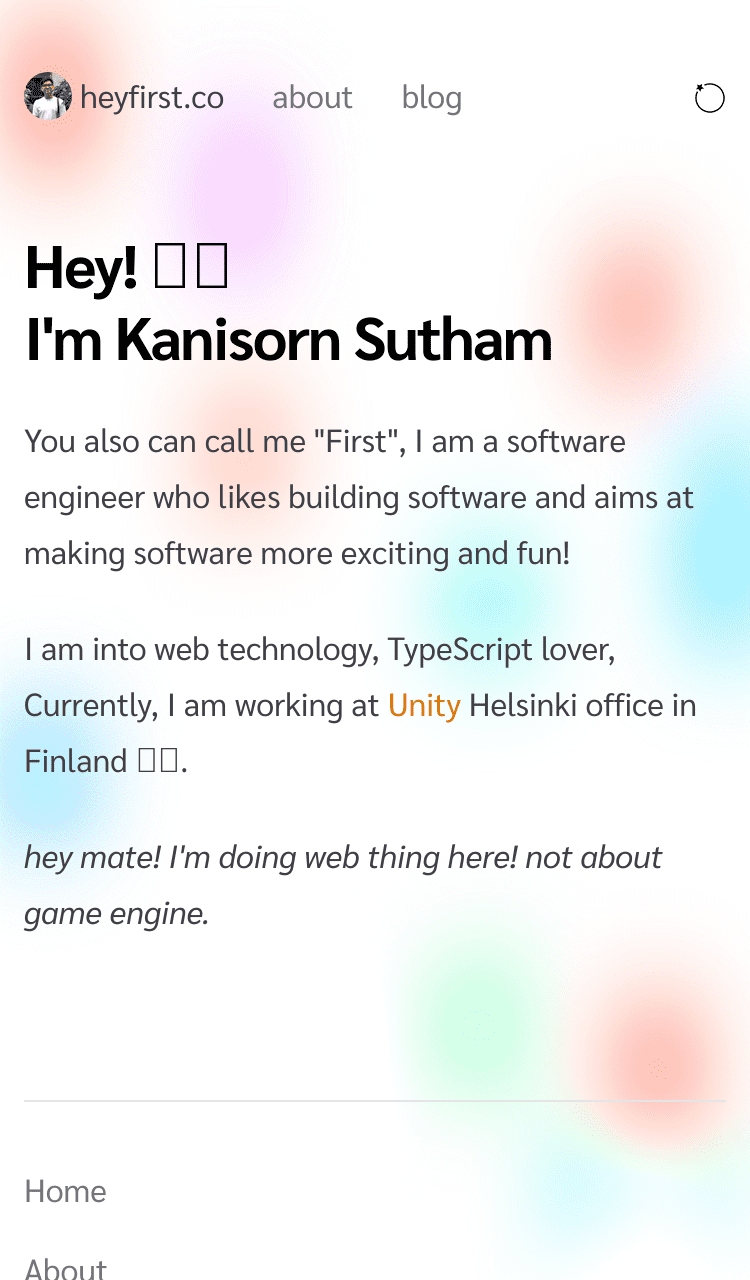 heyfirst.co about blog
Hey!
I'm Kanisorn Sutham
You also can call me "First", I am a software
engineer who likes building software and aims at
making software more exciting and fun!
I am into web technology, TypeScript lover,
Currently, I am working at Unity Helsinki office in
Finland .
hey mate! I'm doing web thing here! not about
game engine.
Home
About